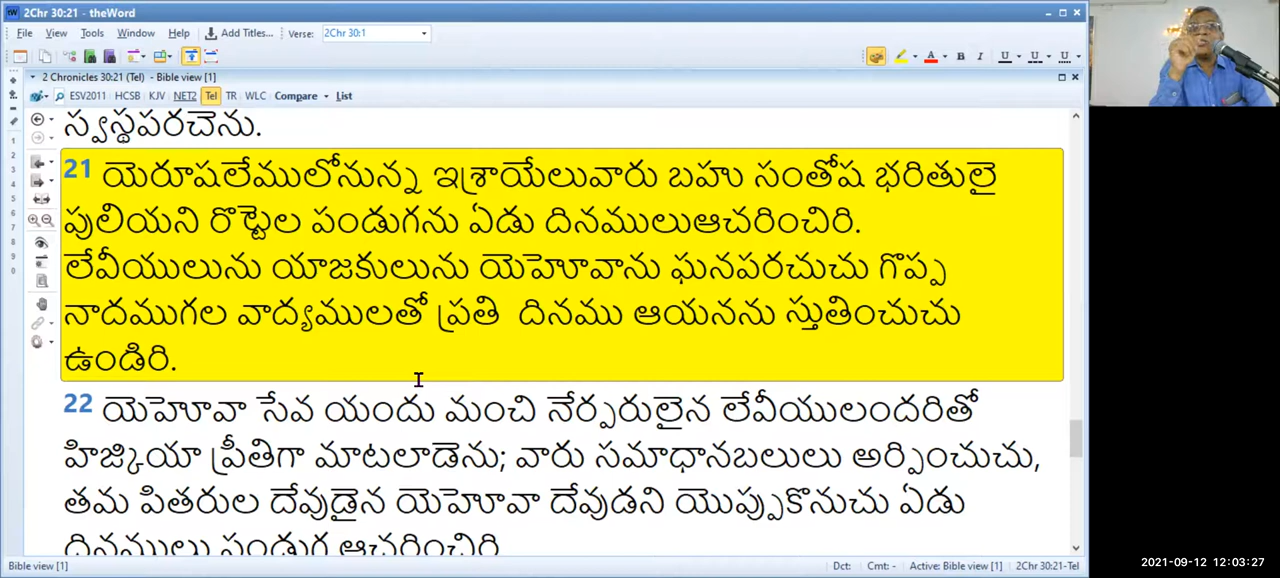 2Chr 30:21 - theWord
File View Tools Window Help Add Titles... Verse: 2Chr 30:1
B I U U U
2 Chronicles 30:21 (Tel) - Bible view [1]
ESV2011 HCSB KJV NET2 Tel TR WLC Compare List
స్వస్థపరచెను.
21 యెరూషలేములోనున్న ఇశ్రాయేలువారు బహు సంతోష భరితులై
పులియని రొట్టెల పండుగను ఏడు దినములుఆచరించిరి.
లేవీయులును యాజకులును యెహోవాను ఘనపరచుచు గొప్ప
నాదముగల వాద్యములతో ప్రతి దినము ఆయనను స్తుతించుచు
ఉండిరి.
22 యెహోవా సేవ యందు మంచి నేర్పరులైన లేవీయులందరితో
హిజ్కియా ప్రీతిగా మాటలాడెను; వారు సమాధానబలులు అర్పించుచు,
తమ పితరుల దేవుడైన యెహోవా దేవుడని యొప్పుకొనుచు ఏడు
దినములు పండుగ ఆచరించిరి
Bible view [1] Dct: Cmt: - Active: Bible view [1] 2Chr 30:21-Tel
2021-09-12 12:03:27